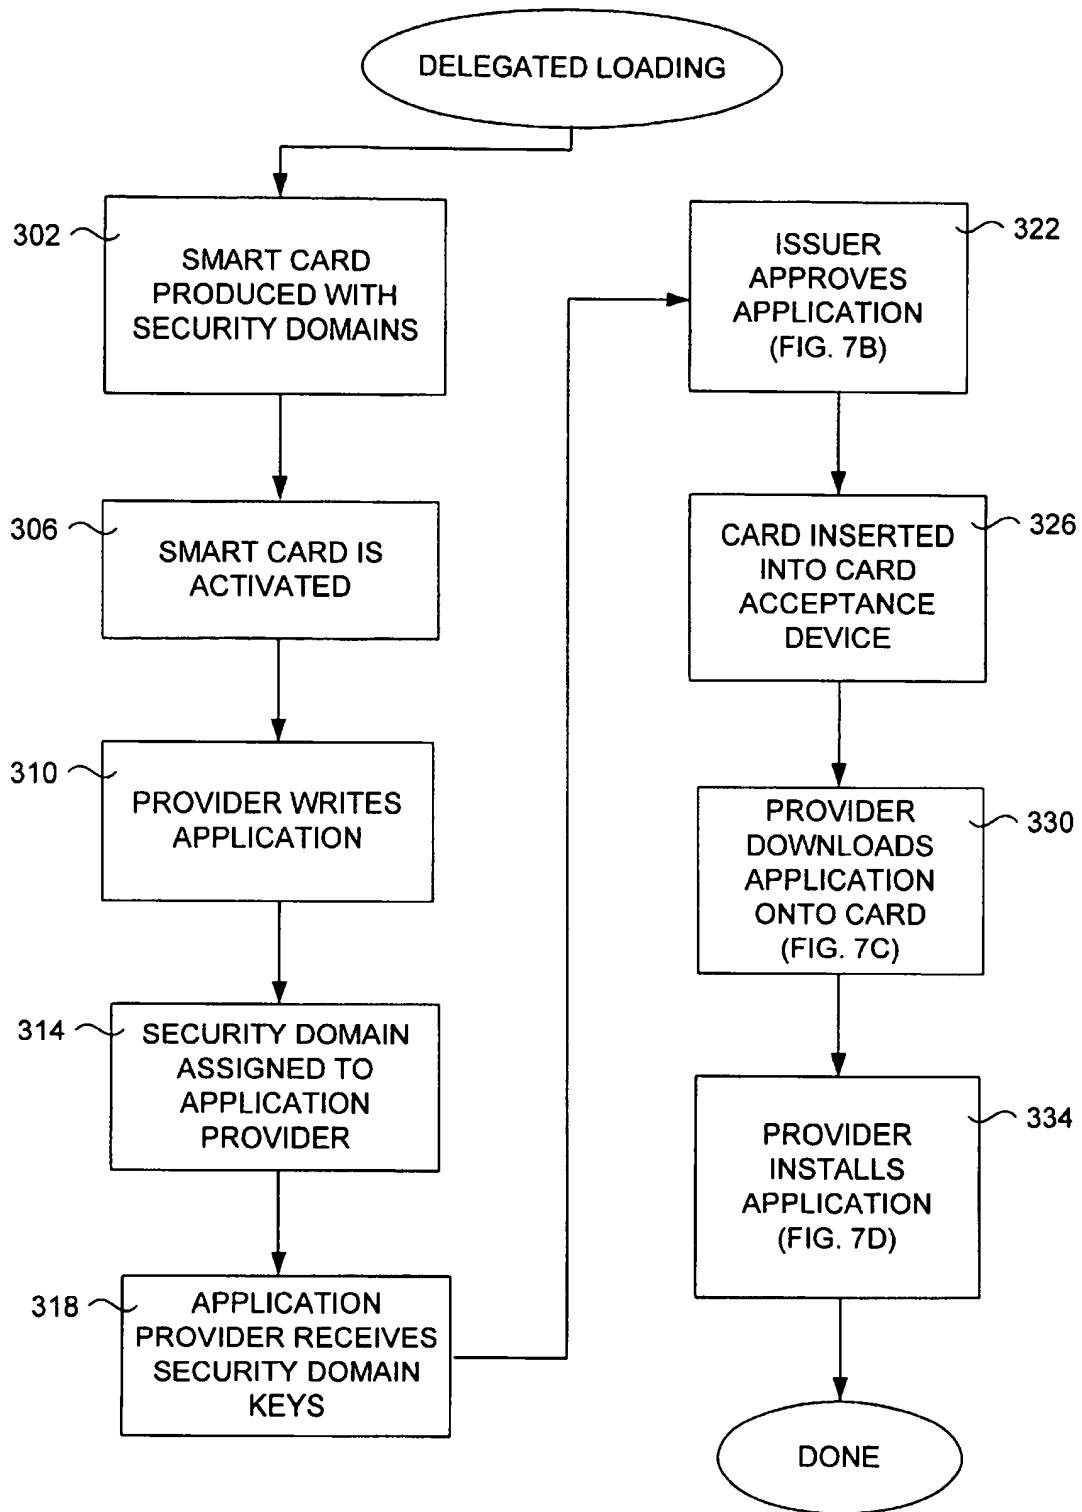 DELEGATED LOADING
302
SMART CARD
PRODUCED WITH
SECURITY DOMAINS
306
SMART CARD IS
ACTIVATED
310
PROVIDER WRITES
APPLICATION
314
SECURITY DOMAIN
ASSIGNED TO
APPLICATION
PROVIDER
318
APPLICATION
PROVIDER RECEIVES
SECURITY DOMAIN
KEYS
322
ISSUER
APPROVES
APPLICATION
(FIG. 7B)
326
CARD INSERTED
INTO CARD
ACCEPTANCE
DEVICE
330
PROVIDER
DOWNLOADS
APPLICATION
ONTO CARD
(FIG. 7C)
334
PROVIDER
INSTALLS
APPLICATION
(FIG. 7D)
DONE